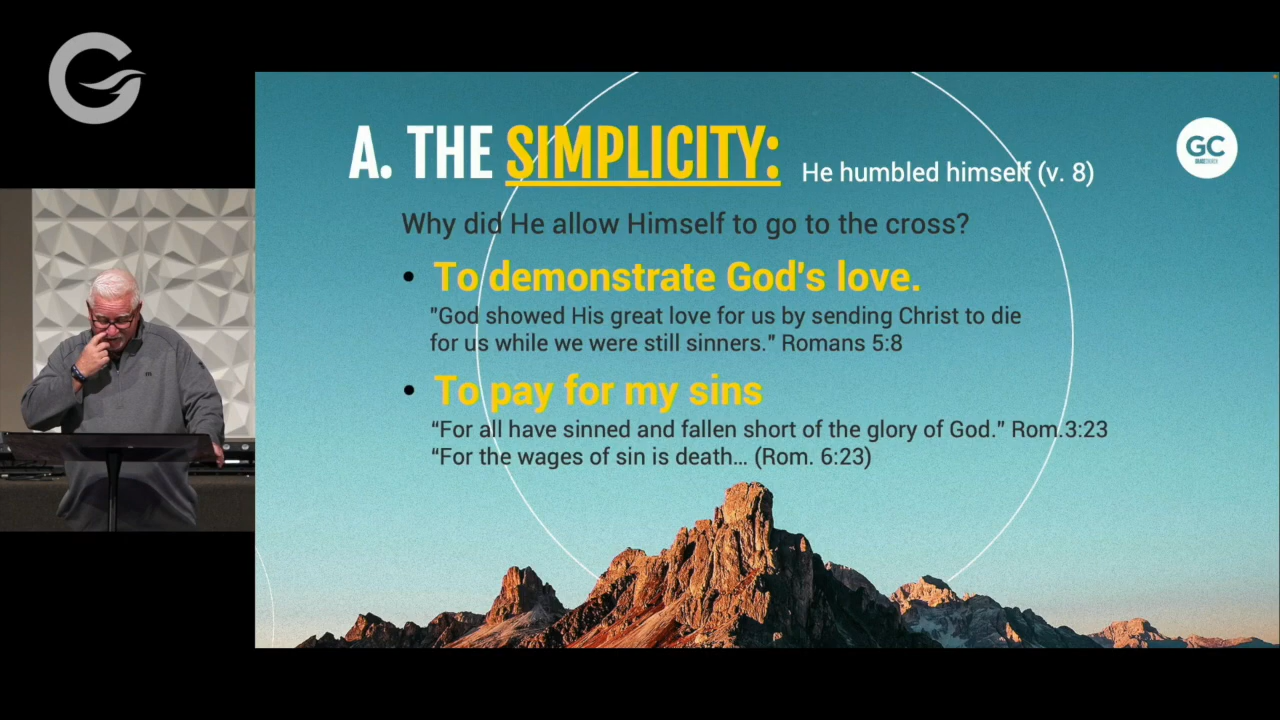 A. THE SIMPLICITY: He humbled himself (v. 8)
GC
Why did He allow Himself to go to the cross?
• To demonstrate God's love.
"God showed His great love for us by sending Christ to die
for us while we were still sinners." Romans 5:8
• To pay for my sins
“For all have sinned and fallen short of the glory of God.” Rom.3:23
“For the wages of sin is death... (Rom. 6:23)